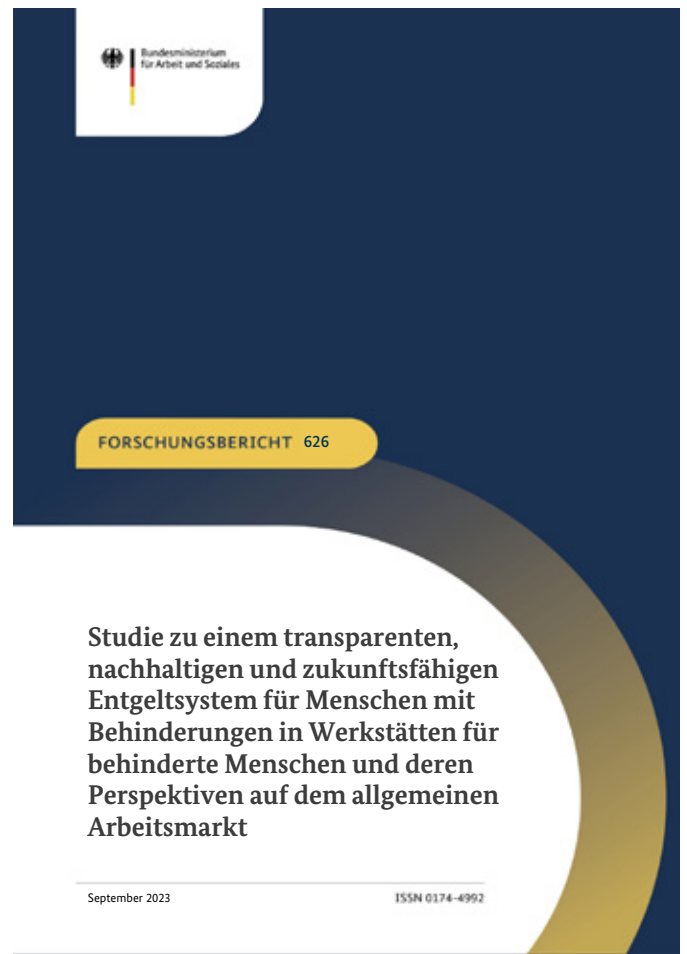 Bundesministerium
für Arbeit und Soziales
FORSCHUNGSBERICHT 626
Studie zu einem transparenten,
nachhaltigen und zukunftsfähigen
Entgeltsystem für Menschen mit
Behinderungen in Werkstätten für
behinderte Menschen und deren
Perspektiven auf dem allgemeinen
Arbeitsmarkt
September 2023 ISSN 0174-4992